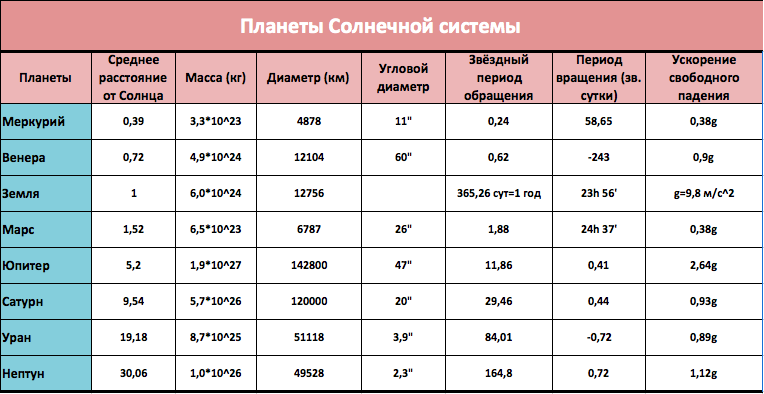 Планеты Солнечной системы
Планеты | Среднее расстояние от Солнца | Масса (кг) | Диаметр (км) | Угловой диаметр | Звёздный период обращения | Период вращения (зв. сутки) | Ускорение свободного падения
Меркурий | 0,39 | 3,3*10^23 | 4878 | 11" | 0,24 | 58,65 | 0,38g
Венера | 0,72 | 4,9*10^24 | 12104 | 60" | 0,62 | -243 | 0,9g
Земля | 1 | 6,0*10^24 | 12756 | | 365,26 сут=1 год | 23h 56' | g=9,8 м/с^2
Марс | 1,52 | 6,5*10^23 | 6787 | 26" | 1,88 | 24h 37' | 0,38g
Юпитер | 5,2 | 1,9*10^27 | 142800 | 47" | 11,86 | 0,41 | 2,64g
Сатурн | 9,54 | 5,7*10^26 | 120000 | 20" | 29,46 | 0,44 | 0,93g
Уран | 19,18 | 8,7*10^25 | 51118 | 3,9" | 84,01 | -0,72 | 0,89g
Нептун | 30,06 | 1,0*10^26 | 49528 | 2,3" | 164,8 | 0,72 | 1,12g